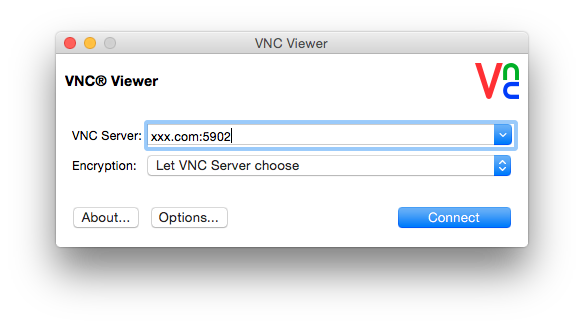 VNC Viewer
VNC® Viewer
VNC
VNC Server: xxx.com:5902
Encryption: Let VNC Server choose
About... Options... Connect